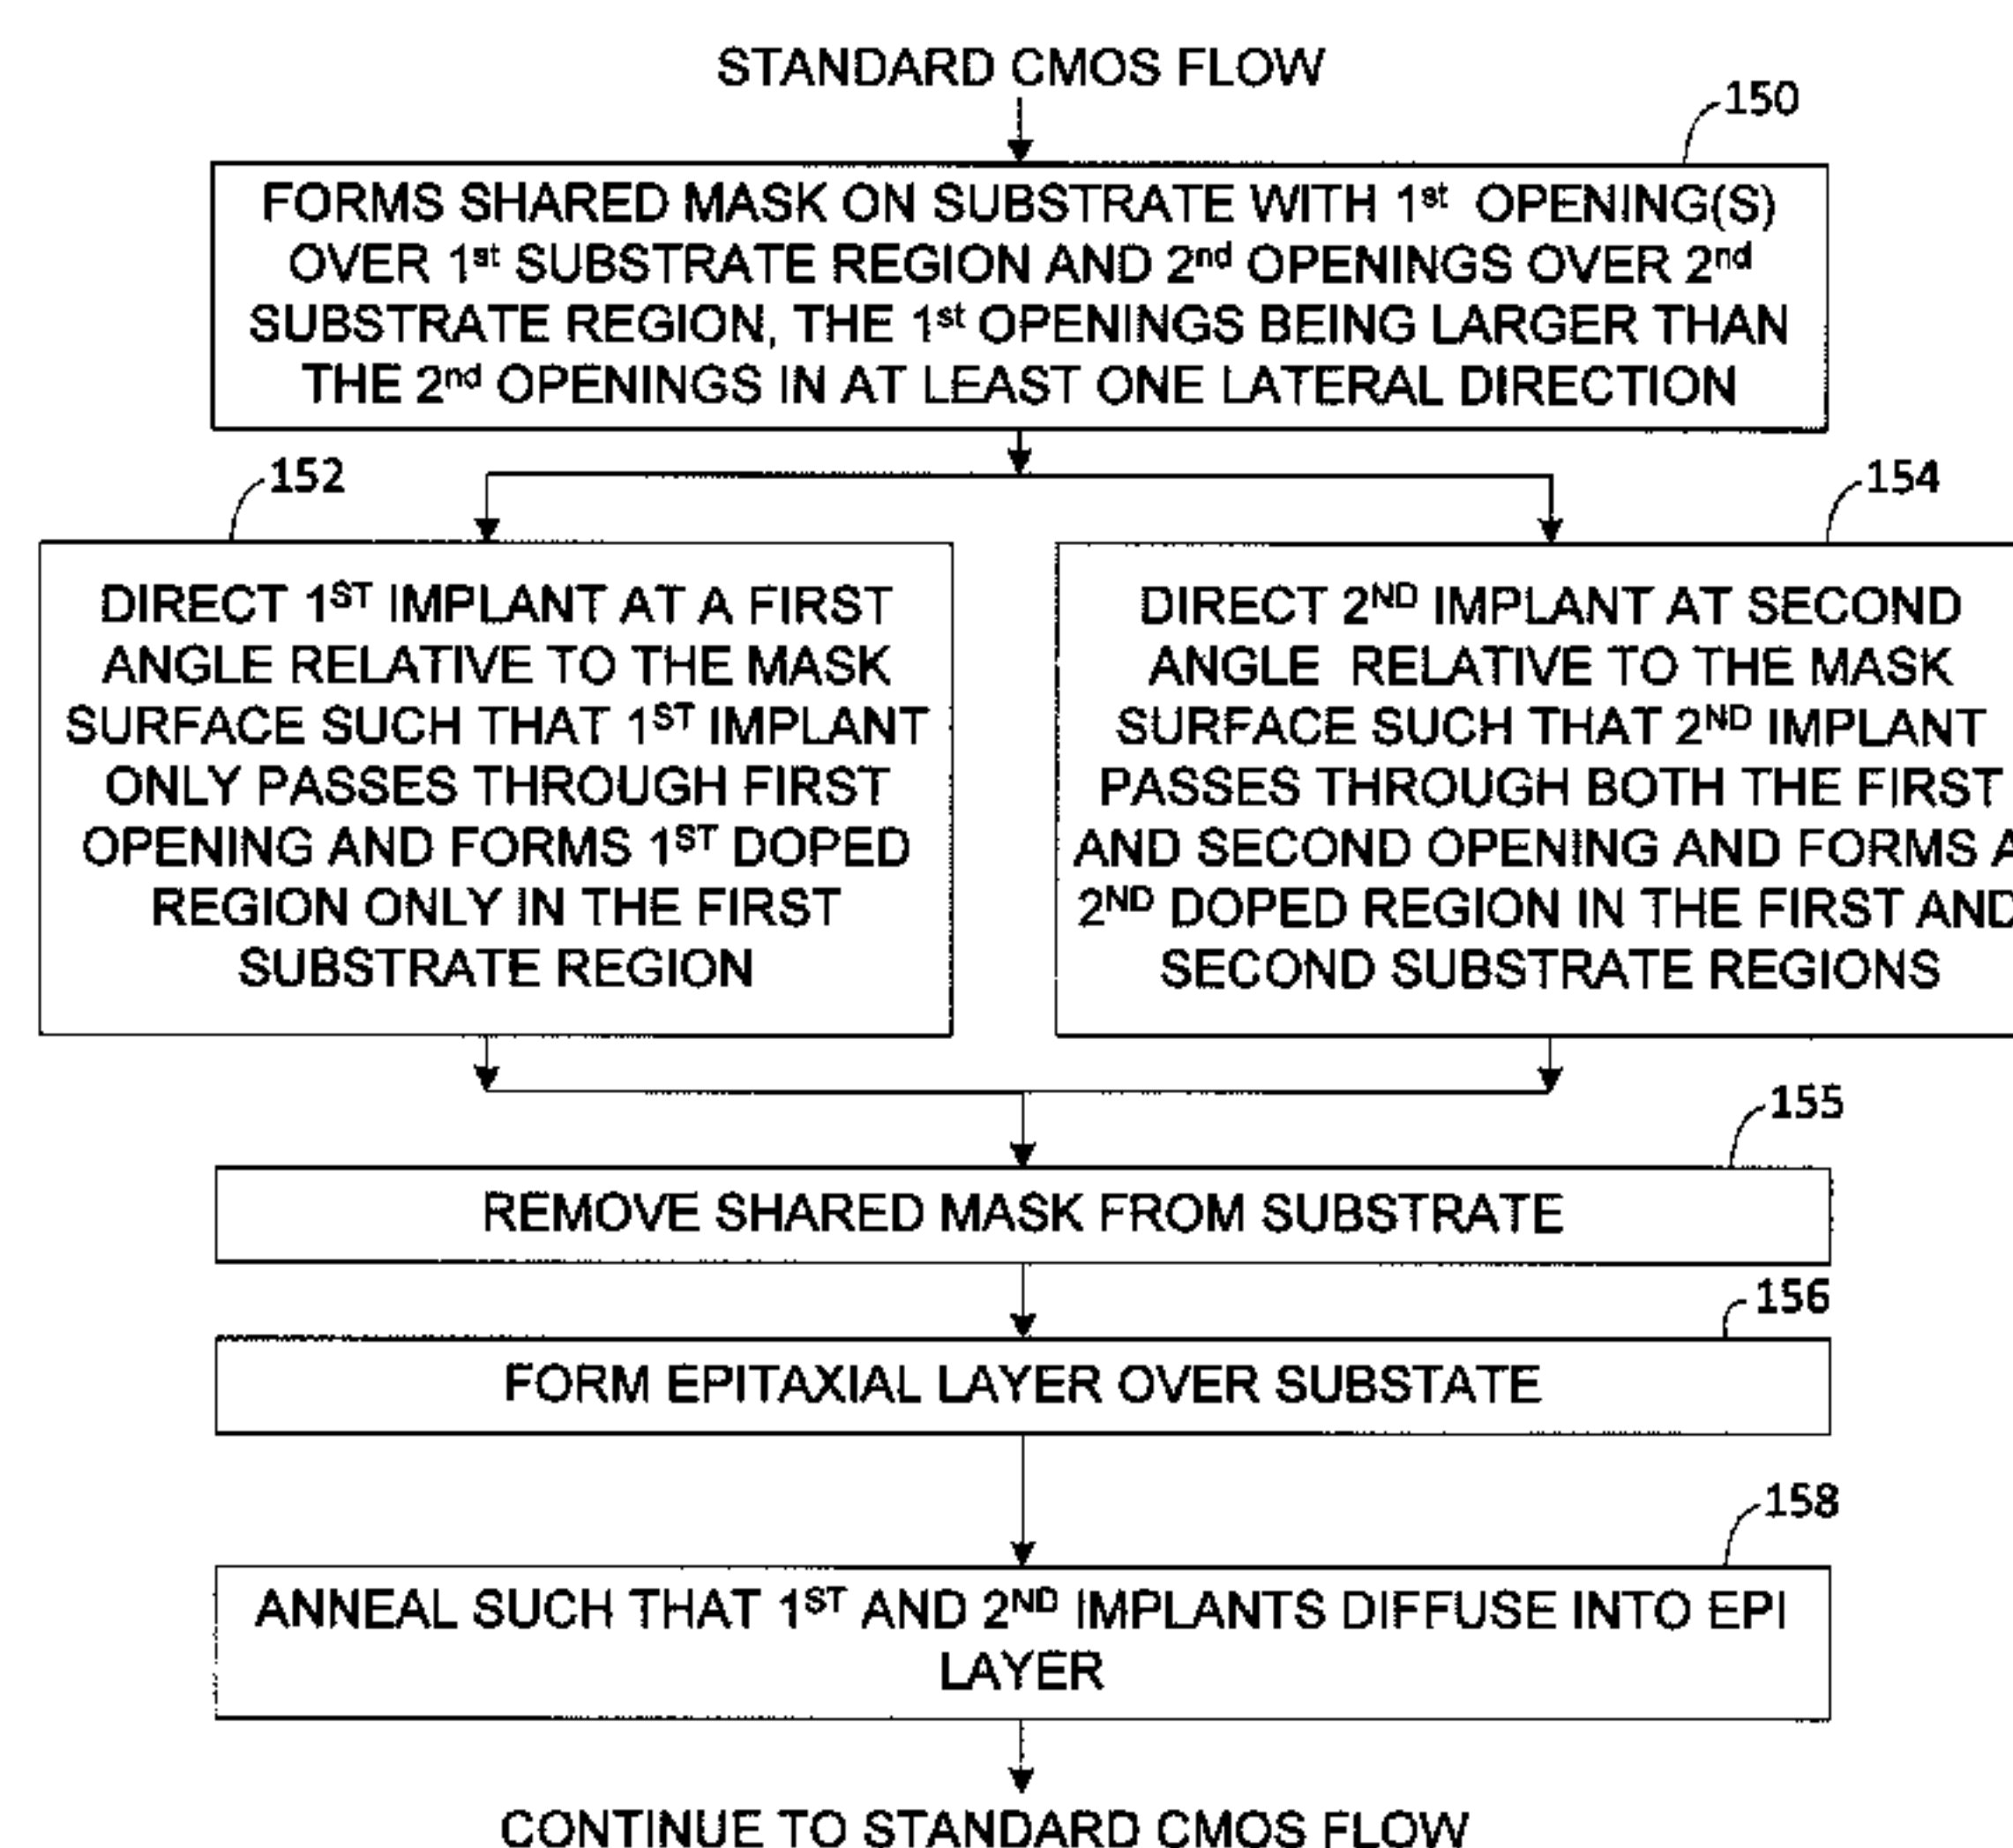 STANDARD CMOS FLOW
150
FORMS SHARED MASK ON SUBSTRATE WITH 1st OPENING(S)
OVER 1st SUBSTRATE REGION AND 2nd OPENINGS OVER 2nd
SUBSTRATE REGION, THE 1st OPENINGS BEING LARGER THAN
THE 2nd OPENINGS IN AT LEAST ONE LATERAL DIRECTION
152
DIRECT 1ST IMPLANT AT A FIRST
ANGLE RELATIVE TO THE MASK
SURFACE SUCH THAT 1ST IMPLANT
ONLY PASSES THROUGH FIRST
OPENING AND FORMS 1ST DOPED
REGION ONLY IN THE FIRST
SUBSTRATE REGION
154
DIRECT 2ND IMPLANT AT SECOND
ANGLE RELATIVE TO THE MASK
SURFACE SUCH THAT 2ND IMPLANT
PASSES THROUGH BOTH THE FIRST
AND SECOND OPENING AND FORMS A
2ND DOPED REGION IN THE FIRST AND
SECOND SUBSTRATE REGIONS
155
REMOVE SHARED MASK FROM SUBSTRATE
156
FORM EPITAXIAL LAYER OVER SUBSTATE
158
ANNEAL SUCH THAT 1ST AND 2ND IMPLANTS DIFFUSE INTO EPI
LAYER
CONTINUE TO STANDARD CMOS FLOW